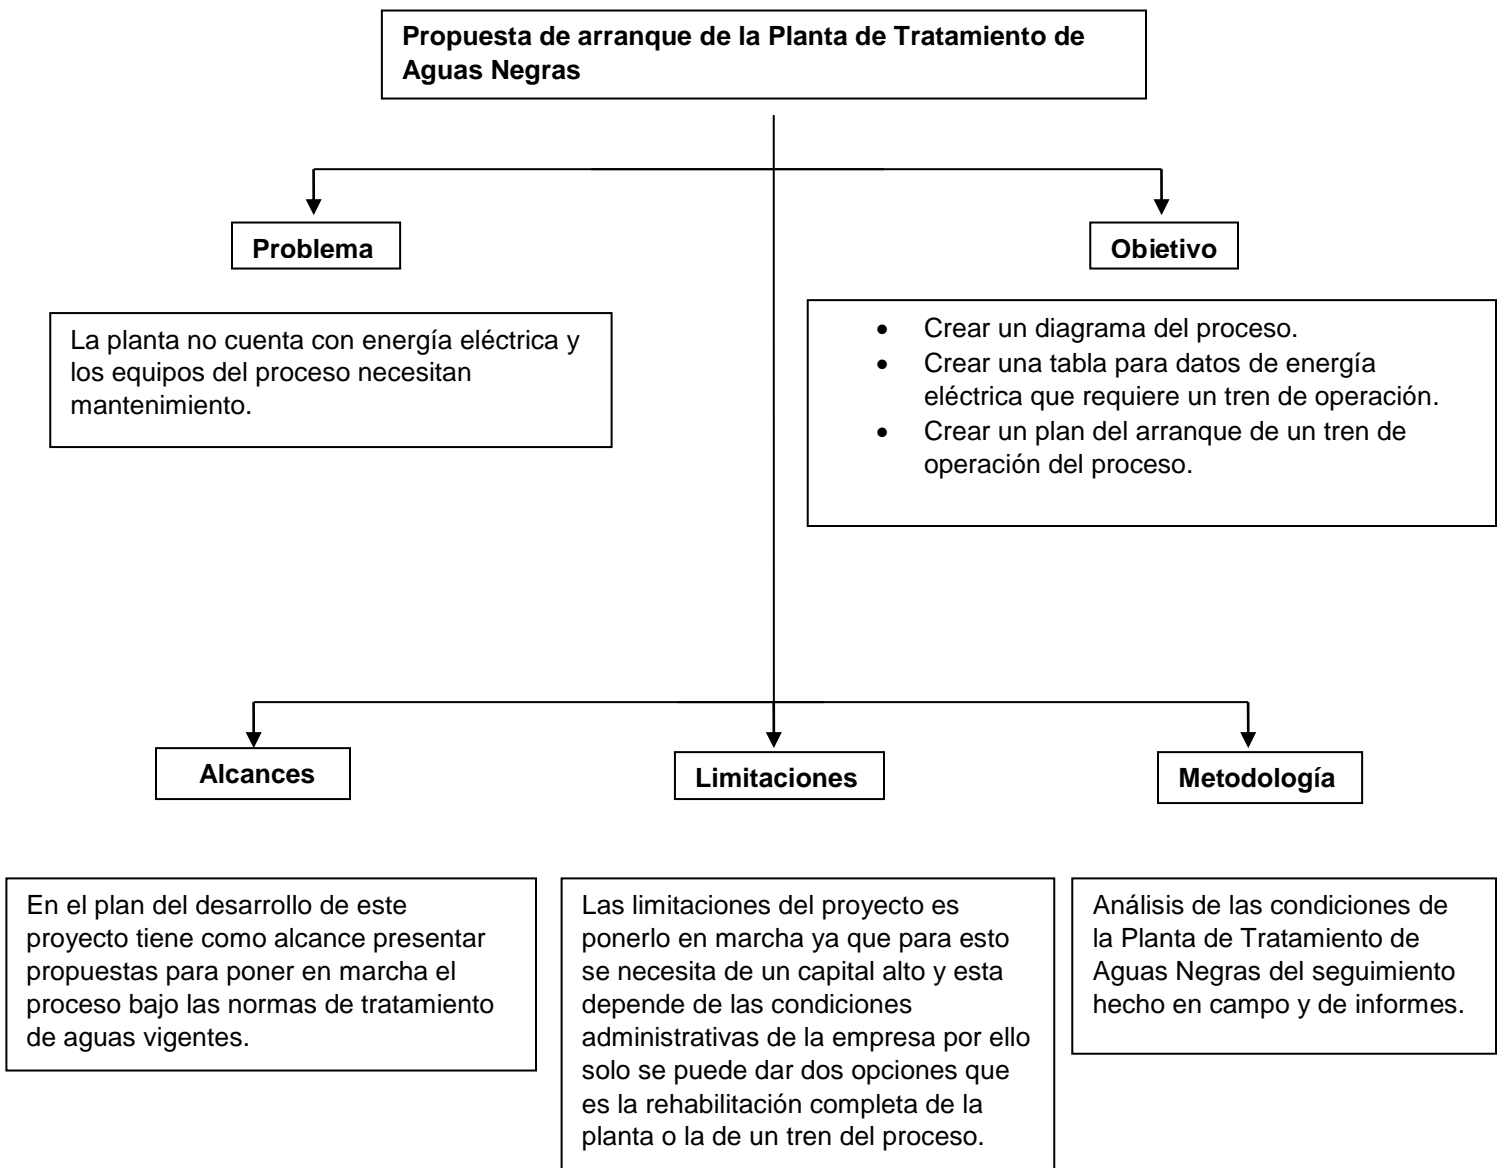 Propuesta de arranque de la Planta de Tratamiento de
Aguas Negras
Problema
Objetivo
La planta no cuenta con energía eléctrica y
los equipos del proceso necesitan
mantenimiento.
• Crear un diagrama del proceso.
• Crear una tabla para datos de energía
eléctrica que requiere un tren de operación.
• Crear un plan del arranque de un tren de
operación del proceso.
Alcances
Limitaciones
Metodología
En el plan del desarrollo de este
proyecto tiene como alcance presentar
propuestas para poner en marcha el
proceso bajo las normas de tratamiento
de aguas vigentes.
Las limitaciones del proyecto es
ponerlo en marcha ya que para esto
se necesita de un capital alto y esta
depende de las condiciones
administrativas de la empresa por ello
solo se puede dar dos opciones que
es la rehabilitación completa de la
planta o la de un tren del proceso.
Análisis de las condiciones de
la Planta de Tratamiento de
Aguas Negras del seguimiento
hecho en campo y de informes.